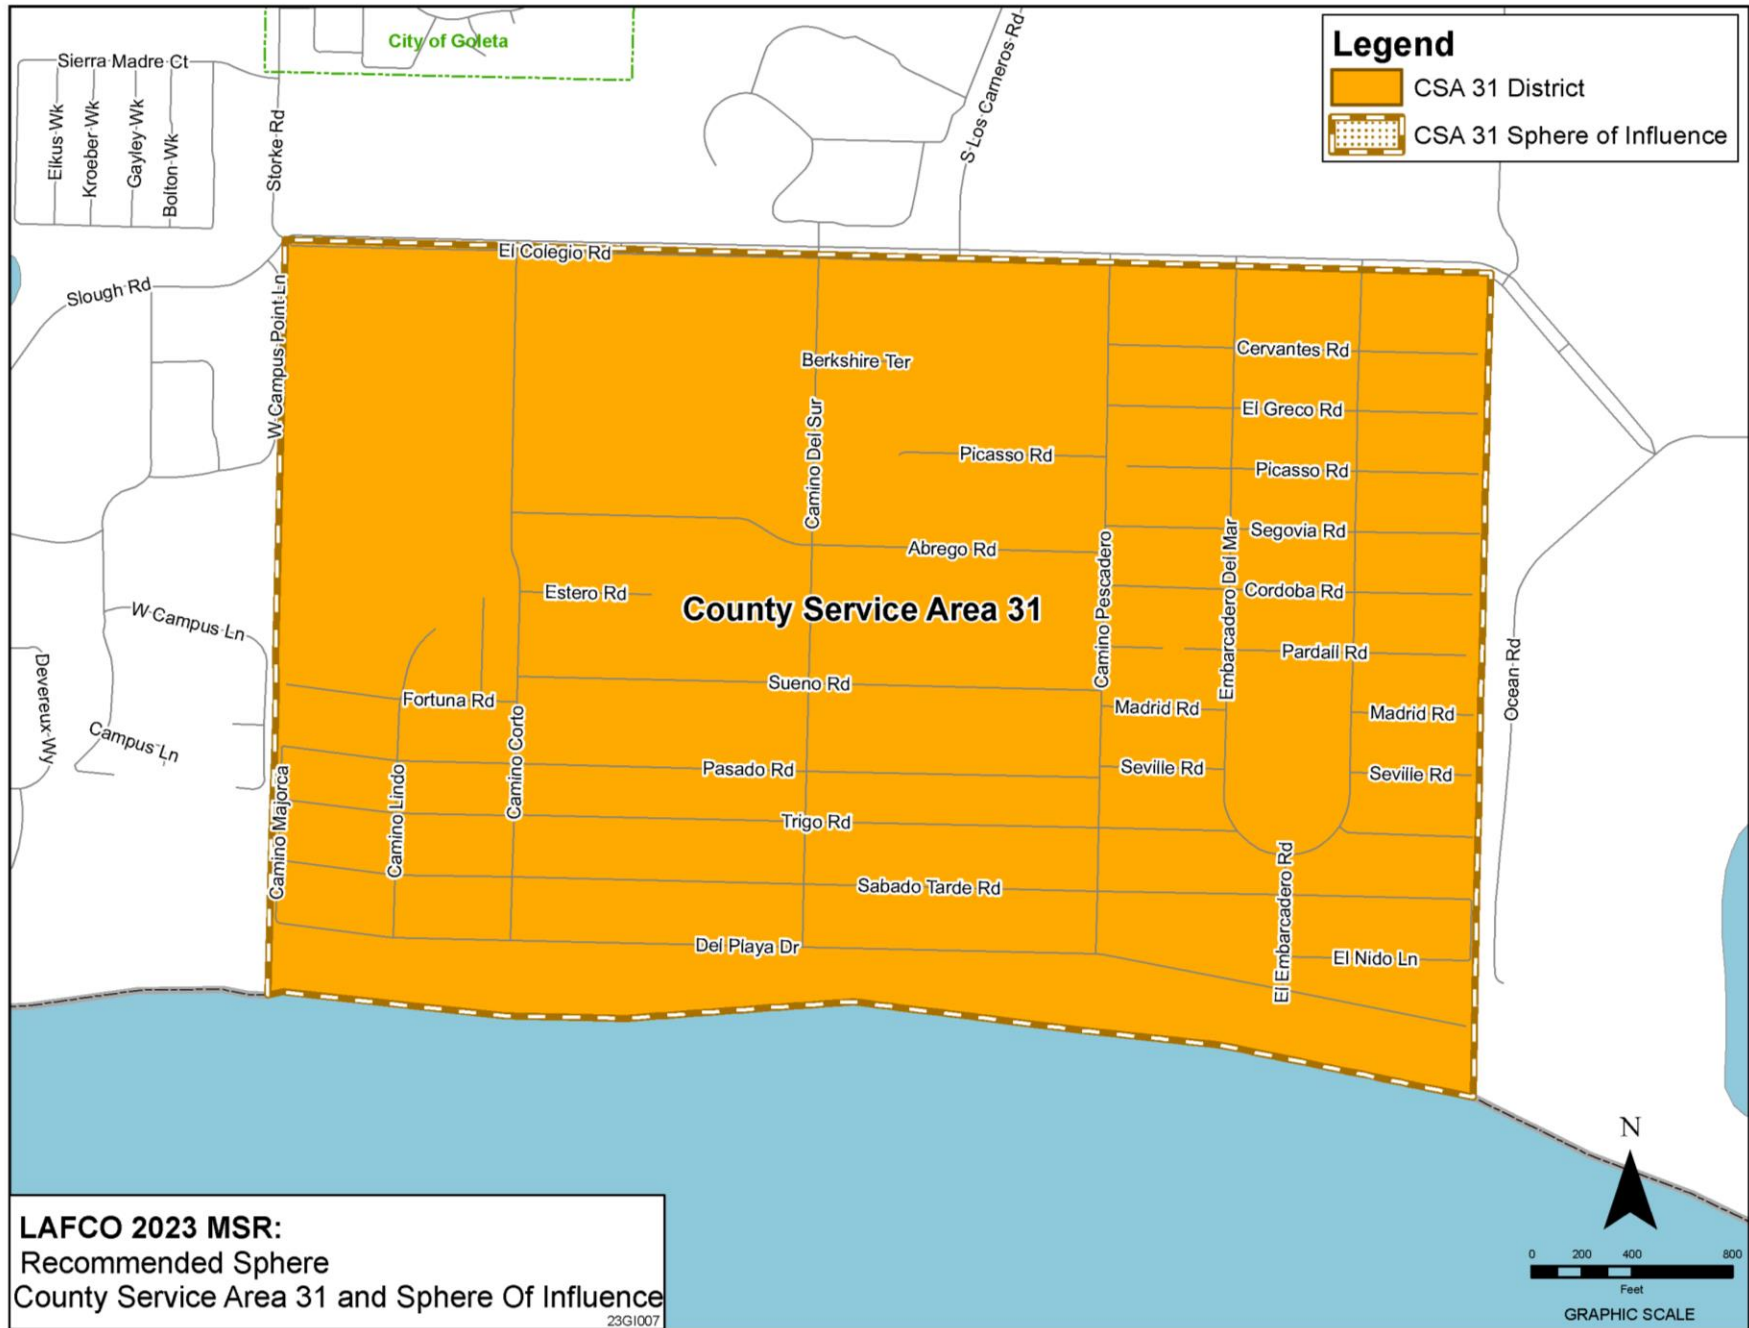 City of Goleta
Sierra Madre Ct
Eikus Wk
Kroeber Wk
Gayley Wk
Bolton Wk
Storke Rd
S Los Carneros Rd
Legend
CSA 31 District
CSA 31 Sphere of Influence
El Colegio Rd
Slough Rd
W Campus Point Ln
Cervantes Rd
Berkshire Ter
El Greco Rd
Camino Del Sur
Picasso Rd
Picasso Rd
Segovia Rd
Abrego Rd
Camino Pescadero
Embarcadero Del Mar
Estero Rd
Cordoba Rd
County Service Area 31
W Campus Ln
Pardall Rd
Devereux Wy
Ocean Rd
Sueno Rd
Fortuna Rd
Madrid Rd
Madrid Rd
Campus Ln
Camino Corto
Pasado Rd
Seville Rd
Seville Rd
Camino Majorca
Camino Lindo
Trigo Rd
Sabado Tarde Rd
El Embarcadero Rd
Del Playa Dr
El Nido Ln
N
LAFCO 2023 MSR:
Recommended Sphere
County Service Area 31 and Sphere Of Influence
23GI007
0 200 400 800
Feet
GRAPHIC SCALE